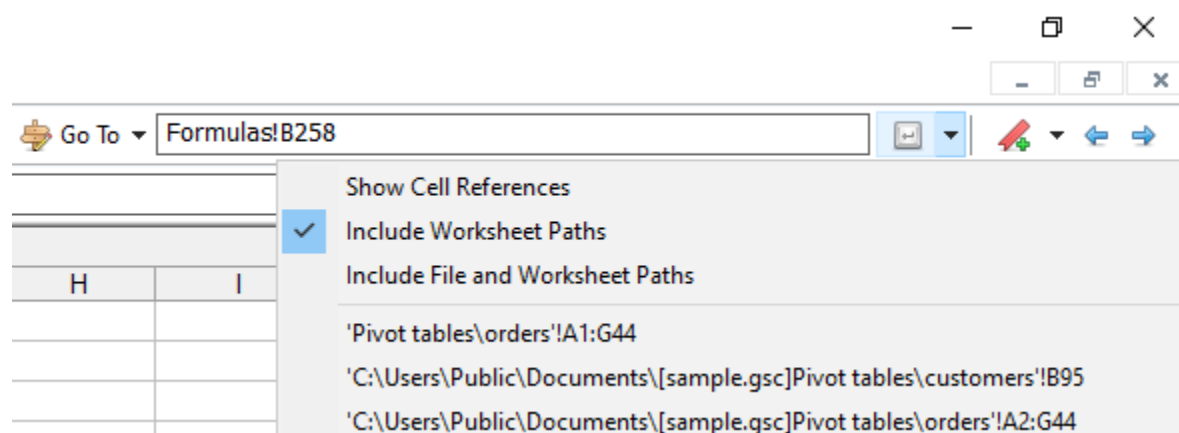 Go To Formulas!B258
Show Cell References
Include Worksheet Paths
H I Include File and Worksheet Paths
'Pivot tables\orders'!A1:G44
'C:\Users\Public\Documents\[sample.gsc]Pivot tables\customers'!B95
'C:\Users\Public\Documents\[sample.gsc]Pivot tables\orders'!A2:G44